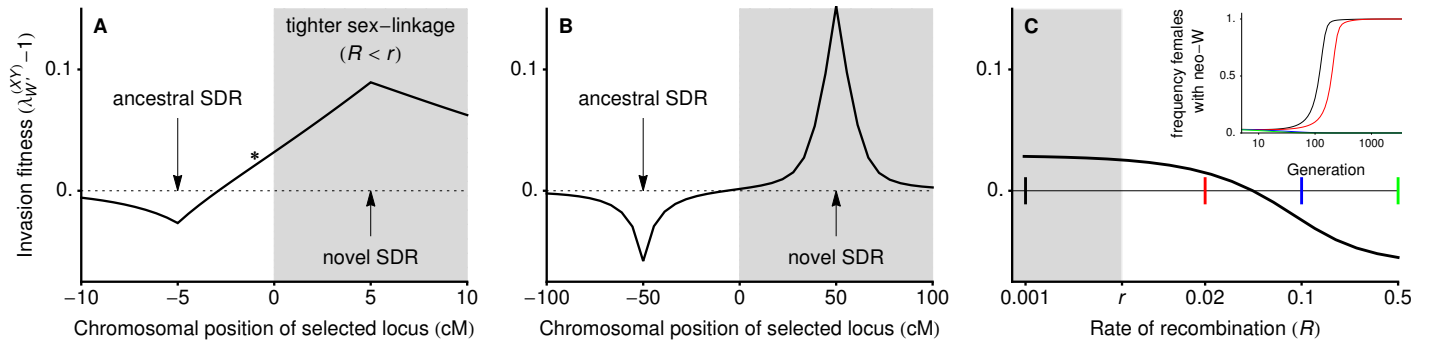 A
tighter sex−linkage
(R < r)
ancestral SDR
*
novel SDR
0.1
0.
−10
−5
0
5
10
Invasion fitness (λ_W'^(XY) −1)
Chromosomal position of selected locus (cM)
B
ancestral SDR
novel SDR
0.1
0.
−100
−50
0
50
100
Chromosomal position of selected locus (cM)
C
0.1
0.
0.001
r
0.02
0.1
0.5
Rate of recombination (R)
frequency females
with neo−W
1.
0.5
0.
10
100
1000
Generation